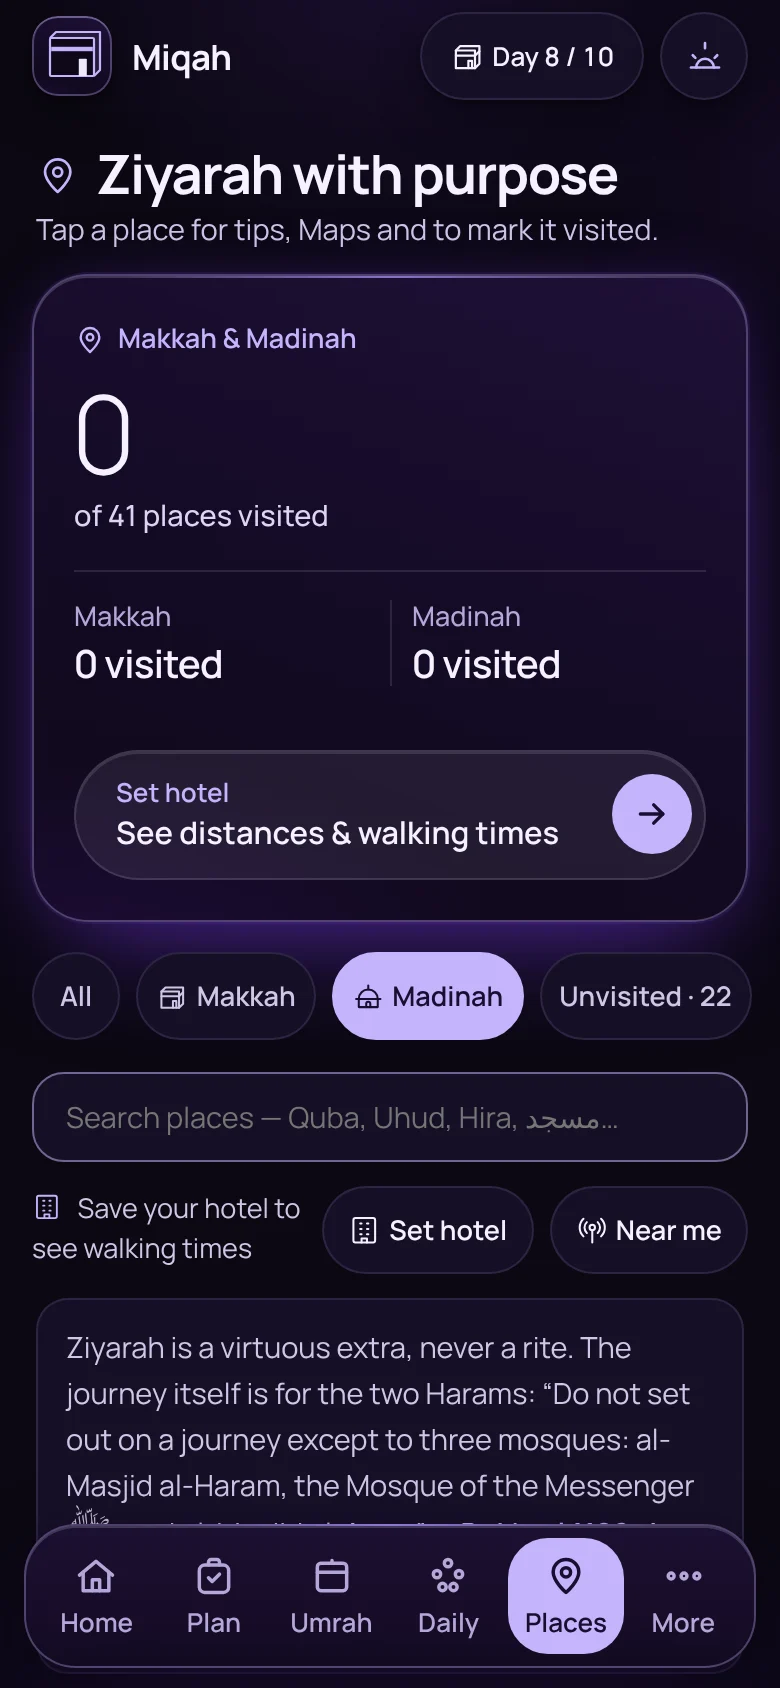 Miqah
Day 8 / 10
Ziyarah with purpose
Tap a place for tips, Maps and to mark it visited.
Makkah & Madinah
0
of 41 places visited
Makkah
0 visited
Madinah
0 visited
Set hotel
See distances & walking times
All
Makkah
Madinah
Unvisited · 22
Search places — Quba, Uhud, Hira, مسجد...
Save your hotel to
see walking times
Set hotel
Near me
Ziyarah is a virtuous extra, never a rite. The
journey itself is for the two Harams: “Do not set
out on a journey except to three mosques: al-
Masjid al-Haram, the Mosque of the Messenger
Home
Plan
Umrah
Daily
Places
More